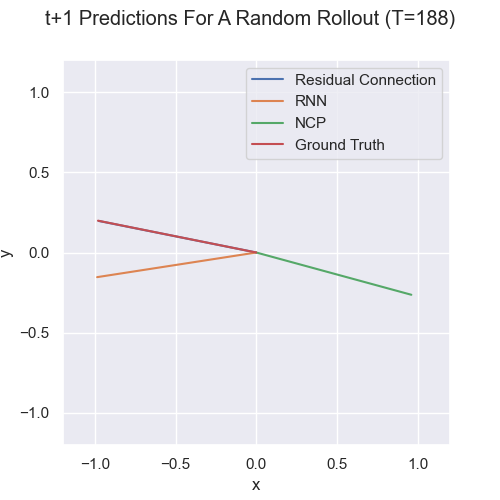 t+1 Predictions For A Random Rollout (T=188)
Residual Connection
RNN
NCP
Ground Truth
1.0
0.5
0.0
−0.5
−1.0
y
−1.0 −0.5 0.0 0.5 1.0
x